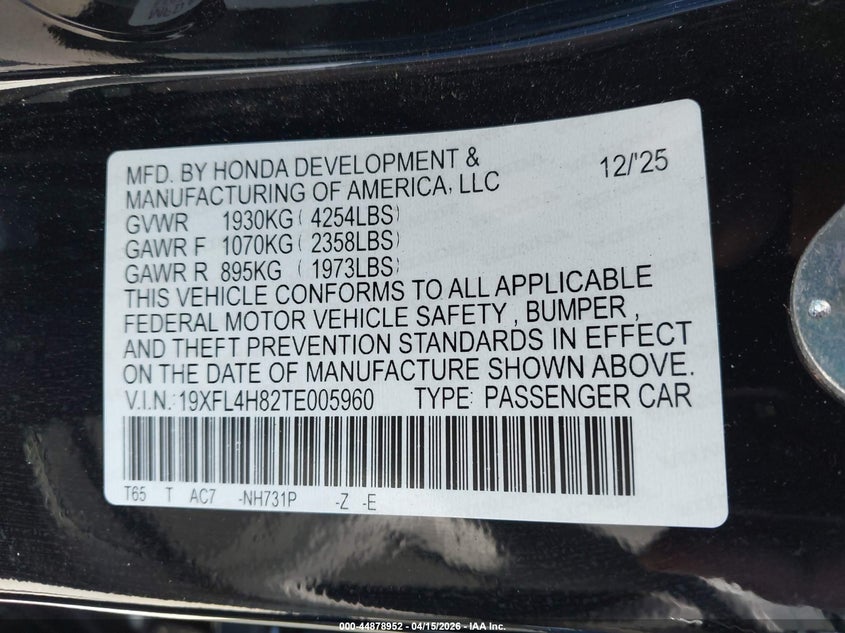 MFD. BY HONDA DEVELOPMENT & 12/'25
MANUFACTURING OF AMERICA, LLC
GVWR 1930KG ( 4254LBS)
GAWR F 1070KG ( 2358LBS)
GAWR R 895KG ( 1973LBS)
THIS VEHICLE CONFORMS TO ALL APPLICABLE
FEDERAL MOTOR VEHICLE SAFETY , BUMPER ,
AND THEFT PREVENTION STANDARDS IN EFFECT
ON THE DATE OF MANUFACTURE SHOWN ABOVE.
V.I.N.: 19XFL4H82TE005960 TYPE: PASSENGER CAR
T65 T AC7 -NH731P -Z -E
000-44878952 - 04/15/2026 - IAA Inc.